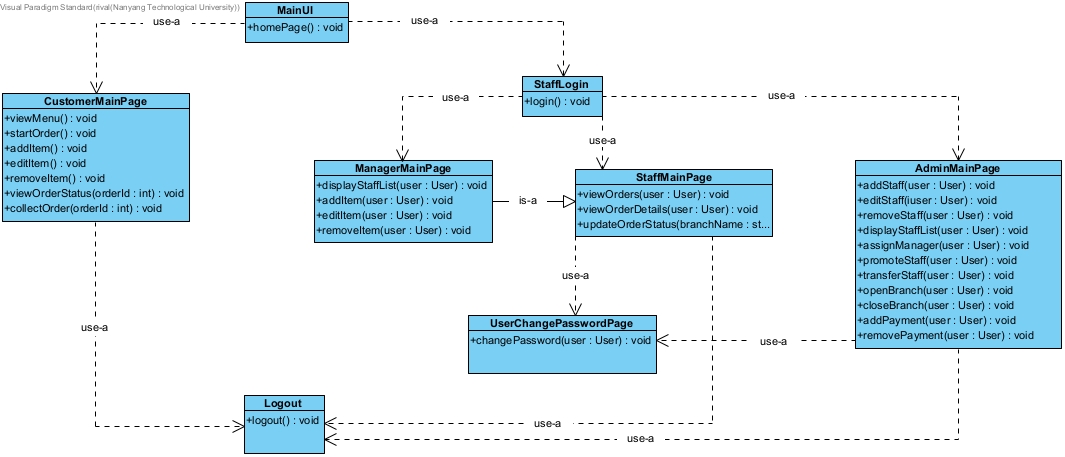 Visual Paradigm Standard(rival(Nanyang Technological University))
MainUI
+homePage() : void
use-a
use-a
CustomerMainPage
+viewMenu() : void
+startOrder() : void
+addItem() : void
+editItem() : void
+removeItem() : void
+viewOrderStatus(orderId : int) : void
+collectOrder(orderId : int) : void
StaffLogin
+login() : void
use-a
use-a
use-a
ManagerMainPage
+displayStaffList(user : User) : void
+addItem(user : User) : void
+editItem(user : User) : void
+removeItem(user : User) : void
is-a
StaffMainPage
+viewOrders(user : User) : void
+viewOrderDetails(user : User) : void
+updateOrderStatus(branchName : st...
AdminMainPage
+addStaff(user : User) : void
+editStaff(iuser : User) : void
+removeStaff(user : User) : void
+displayStaffList(user : User) : void
+assignManager(user : User) : void
+promoteStaff(user : User) : void
+transferStaff(user : User) : void
+openBranch(user : User) : void
+closeBranch(user : User) : void
+addPayment(user : User) : void
+removePayment(user : User) : void
use-a
UserChangePasswordPage
+changePassword(user : User) : void
use-a
use-a
Logout
+logout() : void
use-a
use-a